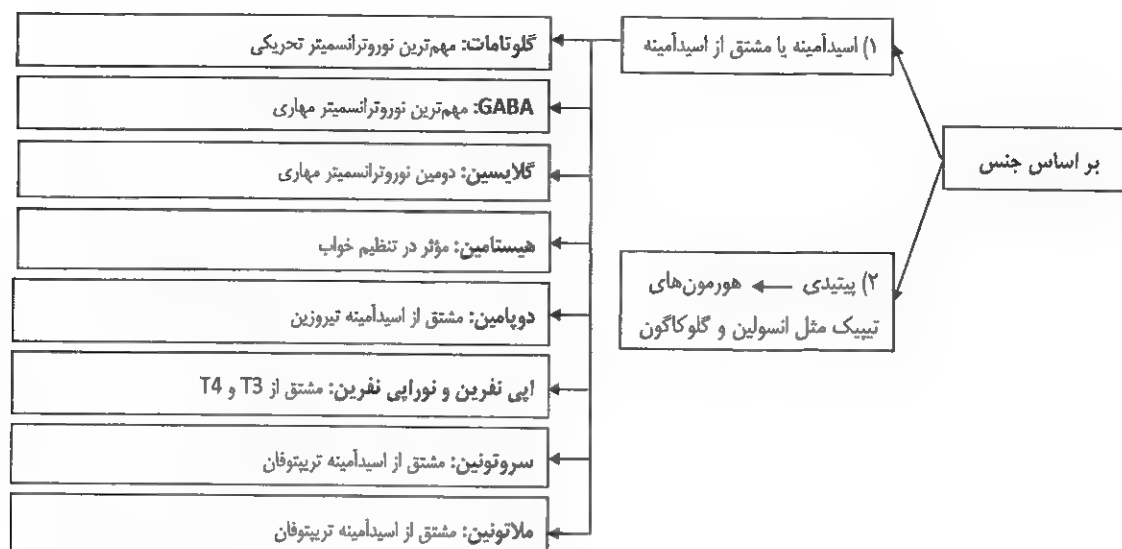 بر اساس جنس
۱) اسیدآمینه یا مشتق از اسیدآمینه
گلوتامات: مهم‌ترین نوروترانسمیتر تحریکی
GABA: مهم‌ترین نوروترانسمیتر مهاری
گلایسین: دومین نوروترانسمیتر مهاری
هیستامین: مؤثر در تنظیم خواب
دوپامین: مشتق از اسیدآمینه تیروزین
اپی نفرین و نوراپی نفرین: مشتق از T3 و T4
سروتونین: مشتق از اسیدآمینه تریپتوفان
ملاتونین: مشتق از اسیدآمینه تریپتوفان
۲) پپتیدی ← هورمون‌های
تیپیک مثل انسولین و گلوکاگون